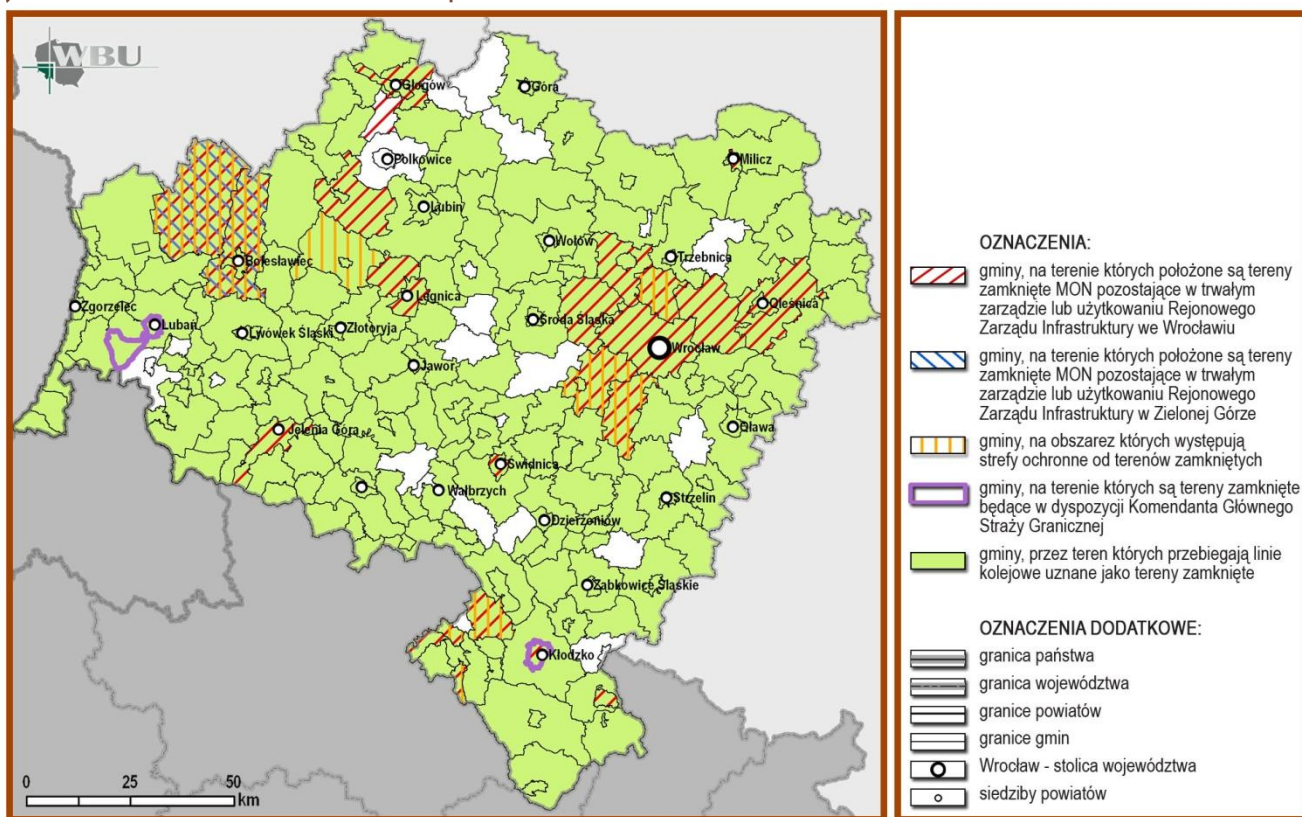 WBU
Głogów
Góra
Polkowice
Milicz
Lubin
Wołów
Trzebnica
Bolesławiec
Legnica
Oleśnica
Zgorzelec
Lubań
Lwówek Śląski
Złotoryja
Środa Śląska
Wrocław
Jawor
Jelenia Góra
Oława
Świdnica
Wałbrzych
Strzelin
Dzierżoniów
Ząbkowice Śląskie
Kłodzko
0 25 50
km
OZNACZENIA:
gminy, na terenie których położone są tereny
zamknięte MON pozostające w trwałym
zarządzie lub użytkowaniu Rejonowego
Zarządu Infrastruktury we Wrocławiu
gminy, na terenie których położone są tereny
zamknięte MON pozostające w trwałym
zarządzie lub użytkowaniu Rejonowego
Zarządu Infrastruktury w Zielonej Górze
gminy, na obszarez których występują
strefy ochronne od terenów zamkniętych
gminy, na terenie których są tereny zamknięte
będące w dyspozycji Komendanta Głównego
Straży Granicznej
gminy, przez teren których przebiegają linie
kolejowe uznane jako tereny zamknięte
OZNACZENIA DODATKOWE:
granica państwa
granica województwa
granice powiatów
granice gmin
Wrocław - stolica województwa
siedziby powiatów